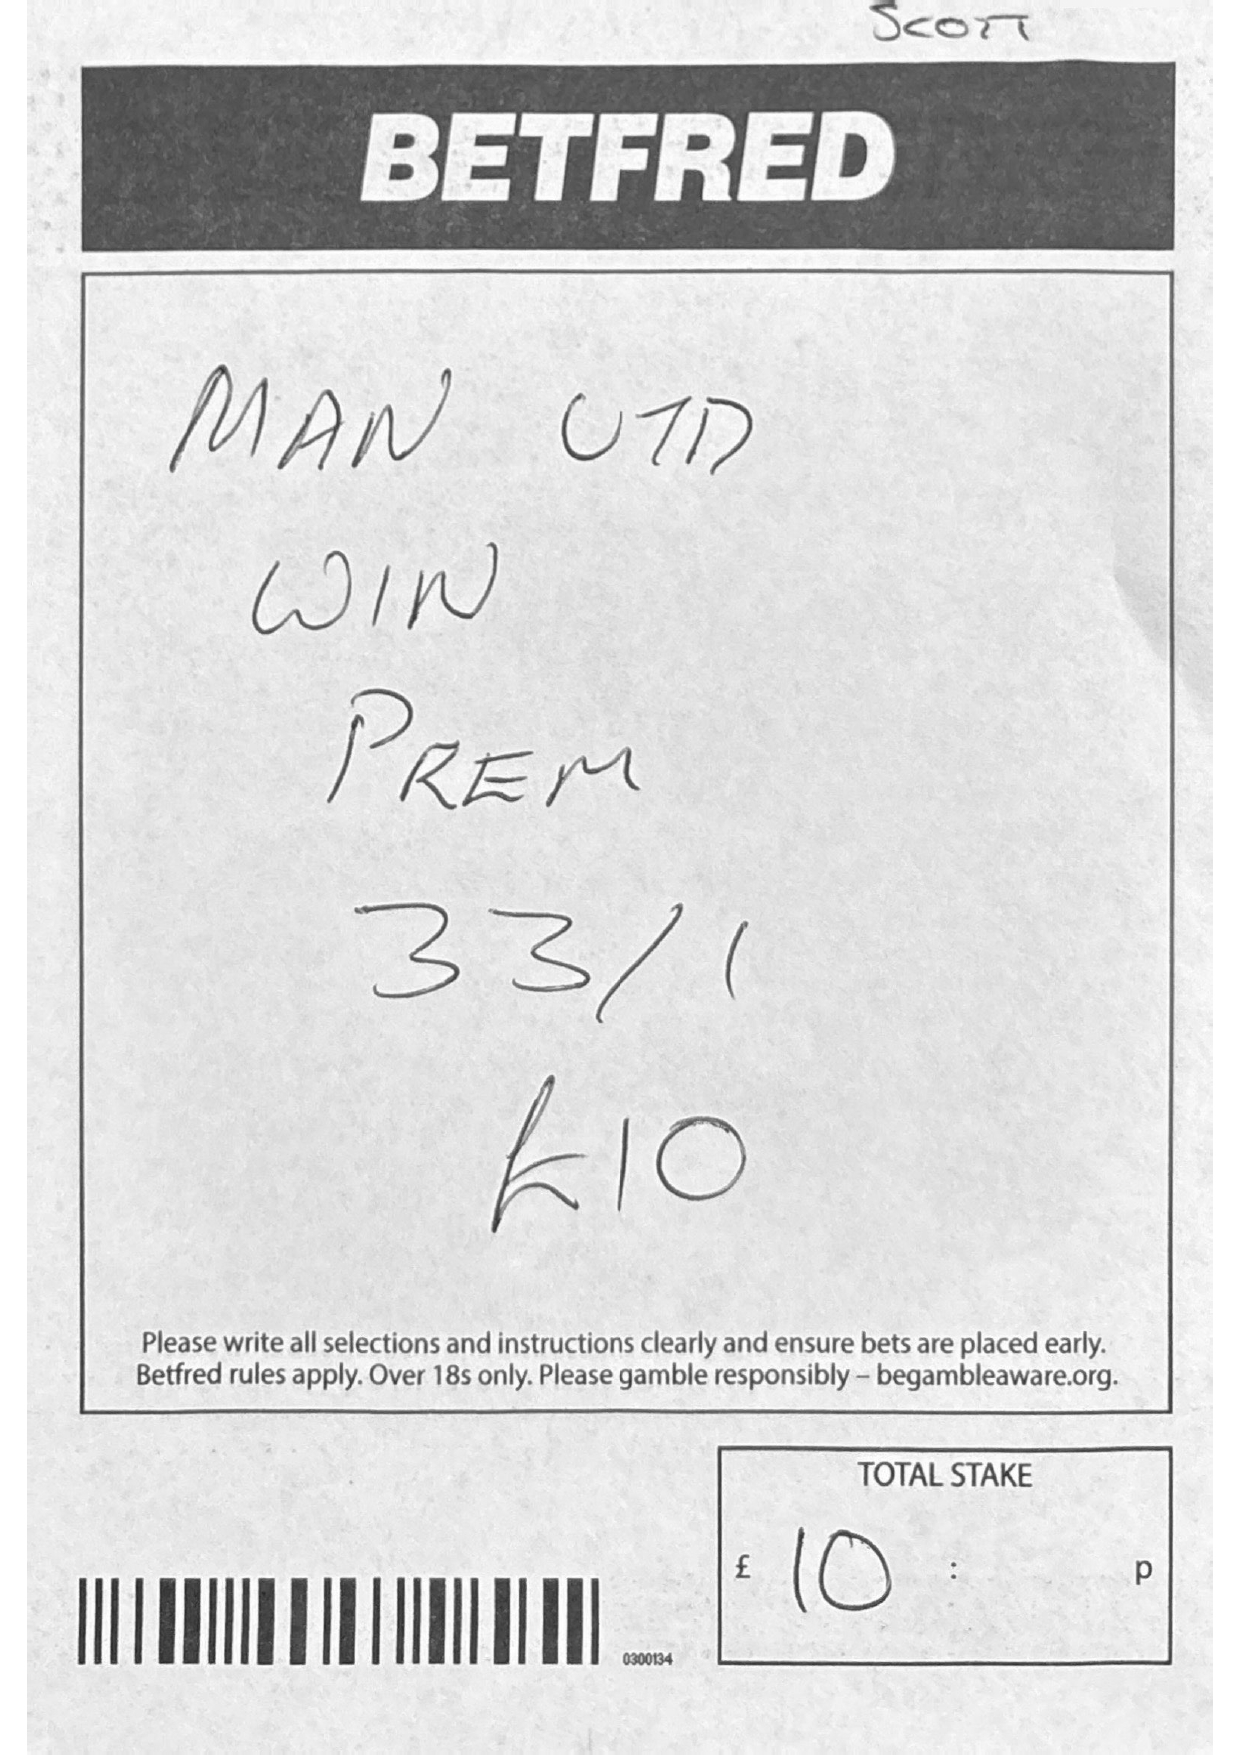 Scott
BETFRED
MAN UTD
WIN
PREM
33/1
£10
Please write all selections and instructions clearly and ensure bets are placed early.
Betfred rules apply. Over 18s only. Please gamble responsibly – begambleaware.org.
TOTAL STAKE
£ 10 : p
0300134